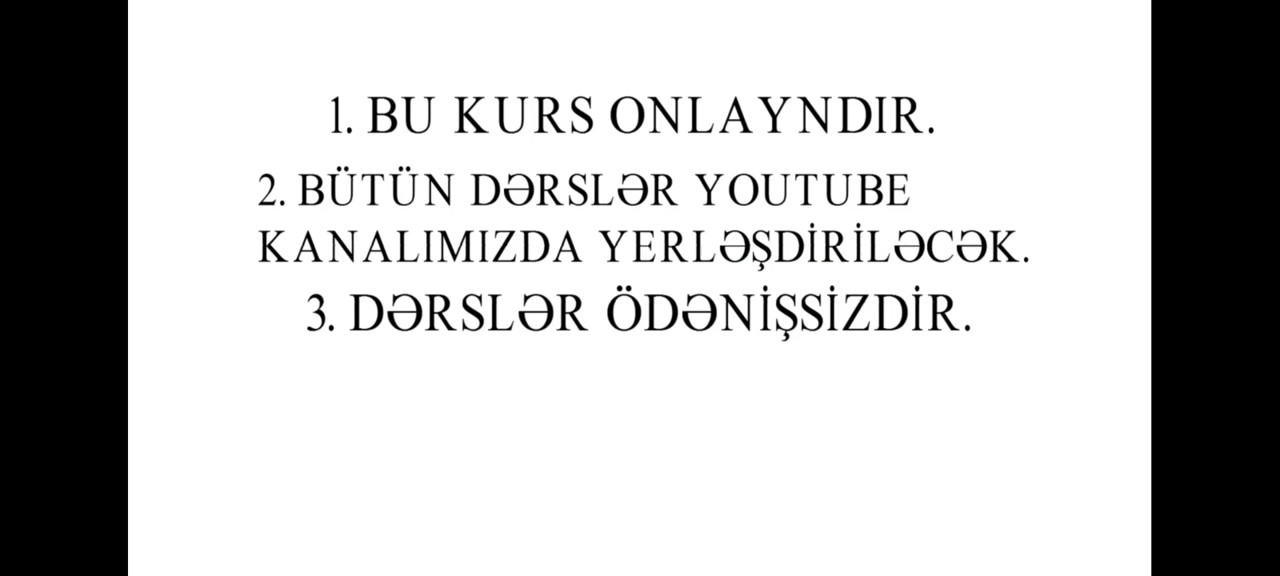 1. BU KURS ONLAYNDIR.
2. BÜTÜN DƏRSLƏR YOUTUBE
KANALIMIZDA YERLƏŞDİRİLƏCƏK.
3. DƏRSLƏR ÖDƏNİŞSİZDİR.